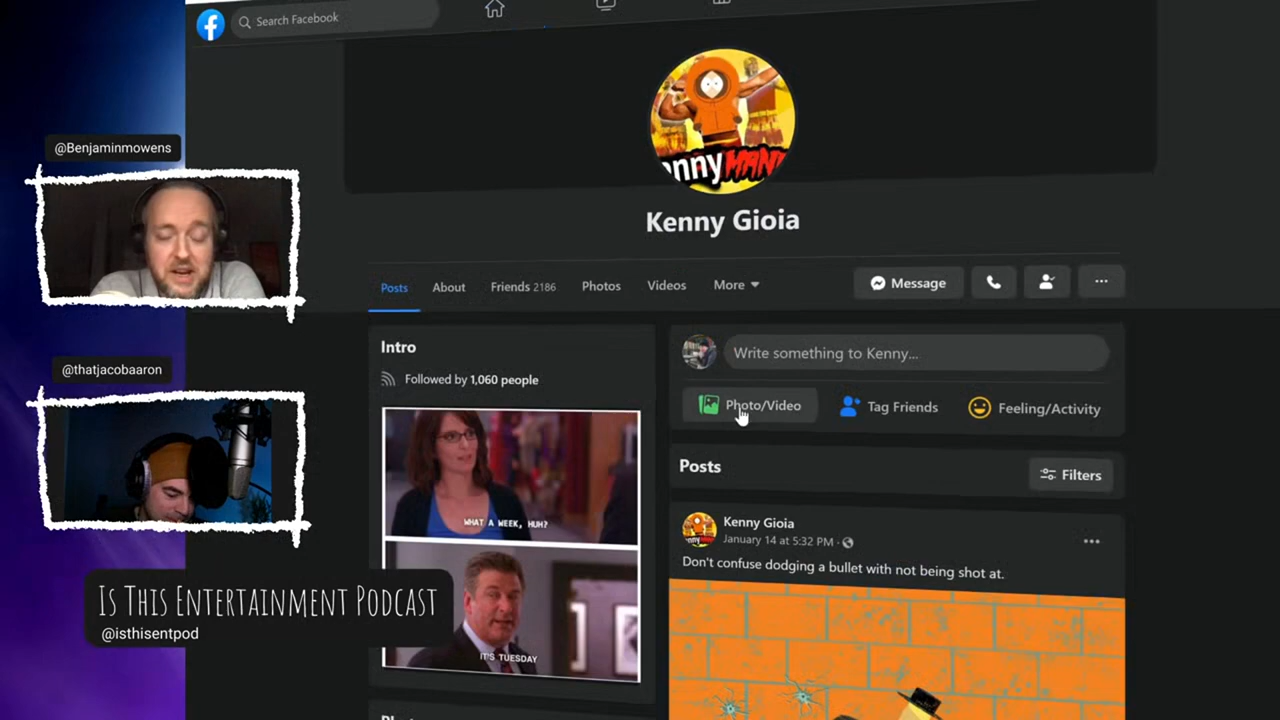 Search Facebook
@Benjaminmowens
Kenny Gioia
Posts
About
Friends 2186
Photos
Videos
More
Message
Intro
Followed by 1,060 people
WHAT A WEEK, HUH?
IT'S TUESDAY
Write something to Kenny...
Photo/Video
Tag Friends
Feeling/Activity
Posts
Filters
Kenny Gioia
January 14 at 5:32 PM ·
Don't confuse dodging a bullet with not being shot at.
@thatjacobaaron
IS THIS ENTERTAINMENT PODCAST
@isthisentpod